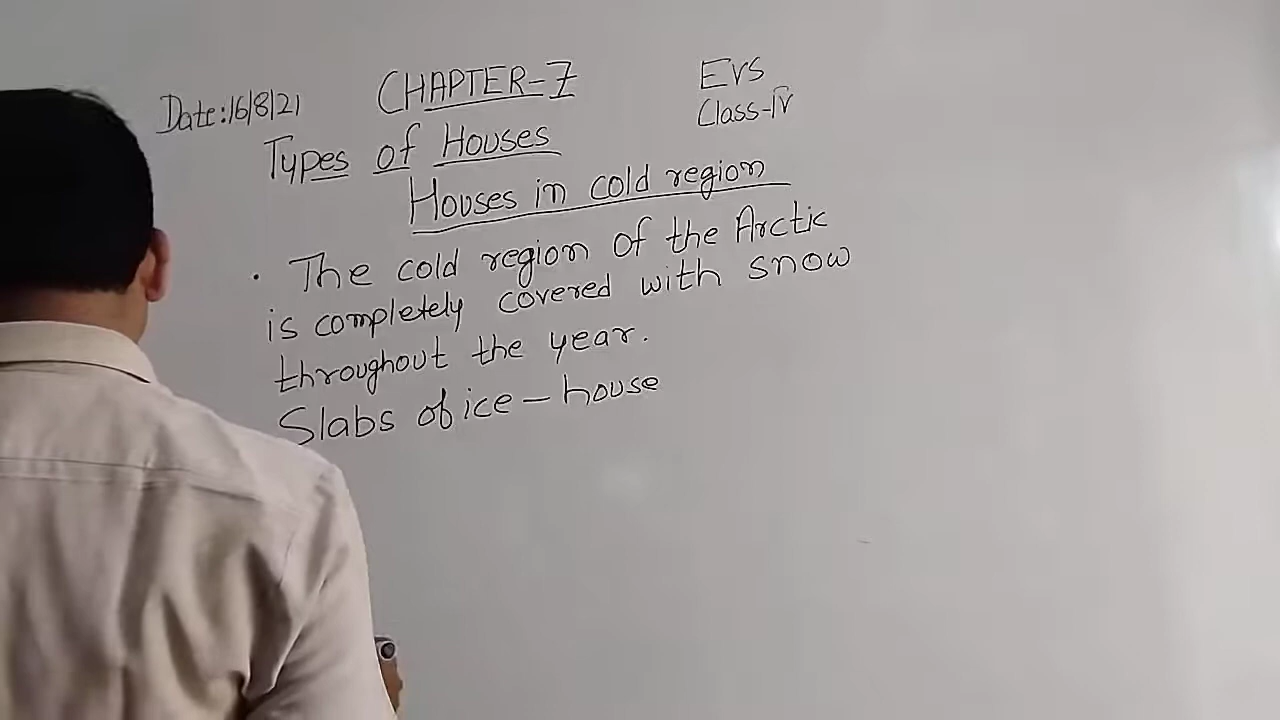 Date:16/8/21 CHAPTER-7 EVS
Class-IV
Types of Houses
Houses in cold region
• The cold region of the Arctic
is completely covered with snow
throughout the year.
Slabs of ice - house